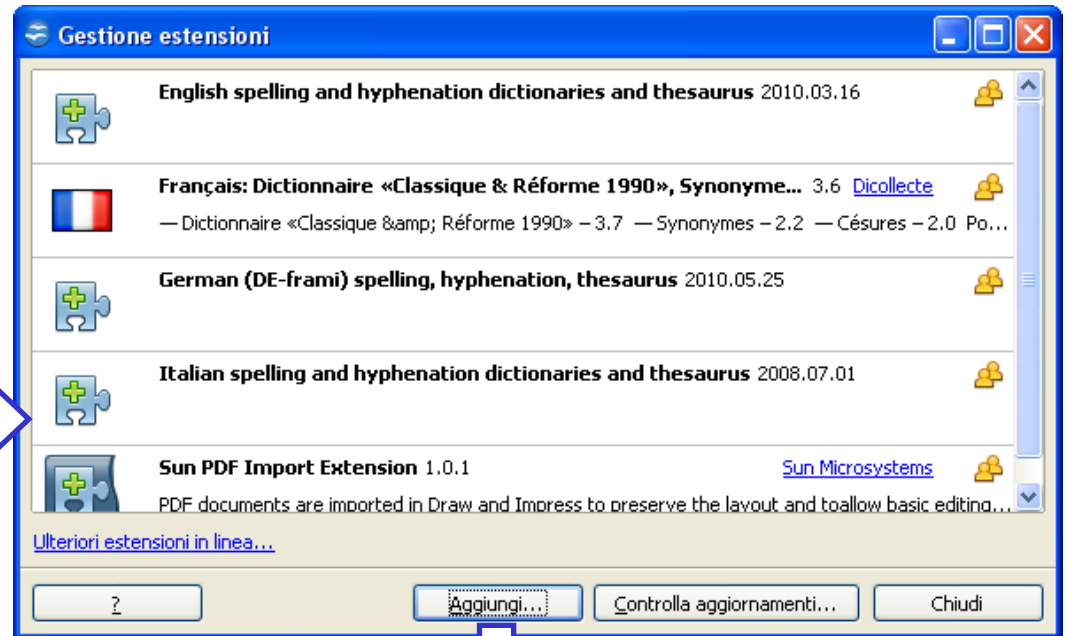 Gestione estensioni
English spelling and hyphenation dictionaries and thesaurus 2010.03.16
Français: Dictionnaire «Classique & Réforme 1990», Synonyme... 3.6 Dicollecte
— Dictionnaire «Classique &amp; Réforme 1990» – 3.7 — Synonymes – 2.2 — Césures – 2.0 Po...
German (DE-frami) spelling, hyphenation, thesaurus 2010.05.25
Italian spelling and hyphenation dictionaries and thesaurus 2008.07.01
Sun PDF Import Extension 1.0.1 Sun Microsystems
PDF documents are imported in Draw and Impress to preserve the layout and toallow basic editing...
Ulteriori estensioni in linea...
? Aggiungi... Controlla aggiornamenti... Chiudi